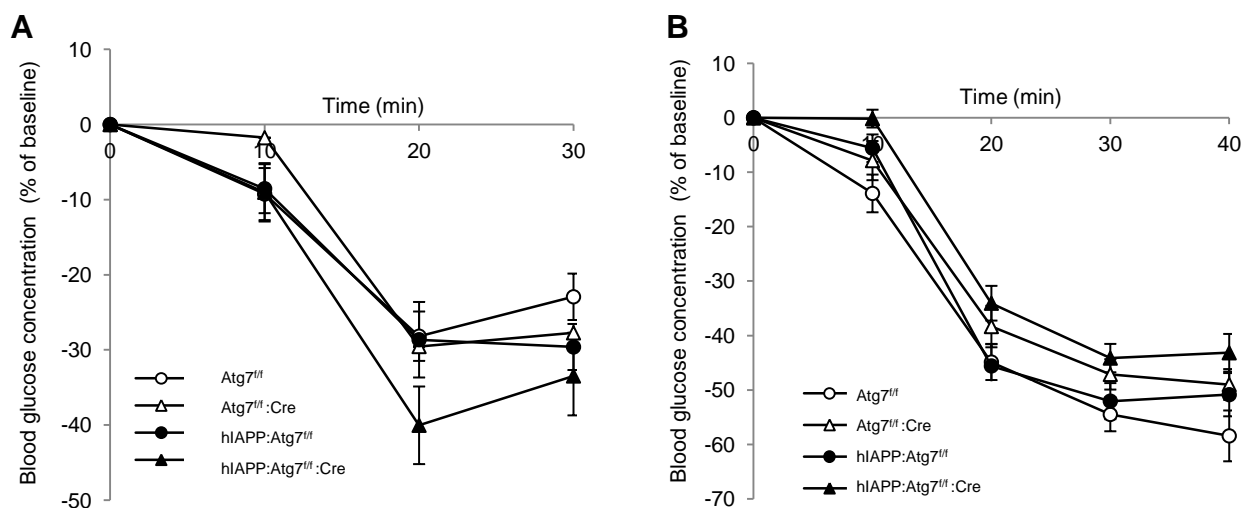 A
Blood glucose concentration (% of baseline)
10
0
-10
-20
-30
-40
-50
Time (min)
0
10
20
30
Atg7f/f
Atg7f/f :Cre
hIAPP:Atg7f/f
hIAPP:Atg7f/f :Cre
B
Blood glucose concentration (% of baseline)
10
0
-10
-20
-30
-40
-50
-60
-70
Time (min)
0
20
30
40
Atg7f/f
Atg7f/f :Cre
hIAPP:Atg7f/f
hIAPP:Atg7f/f :Cre